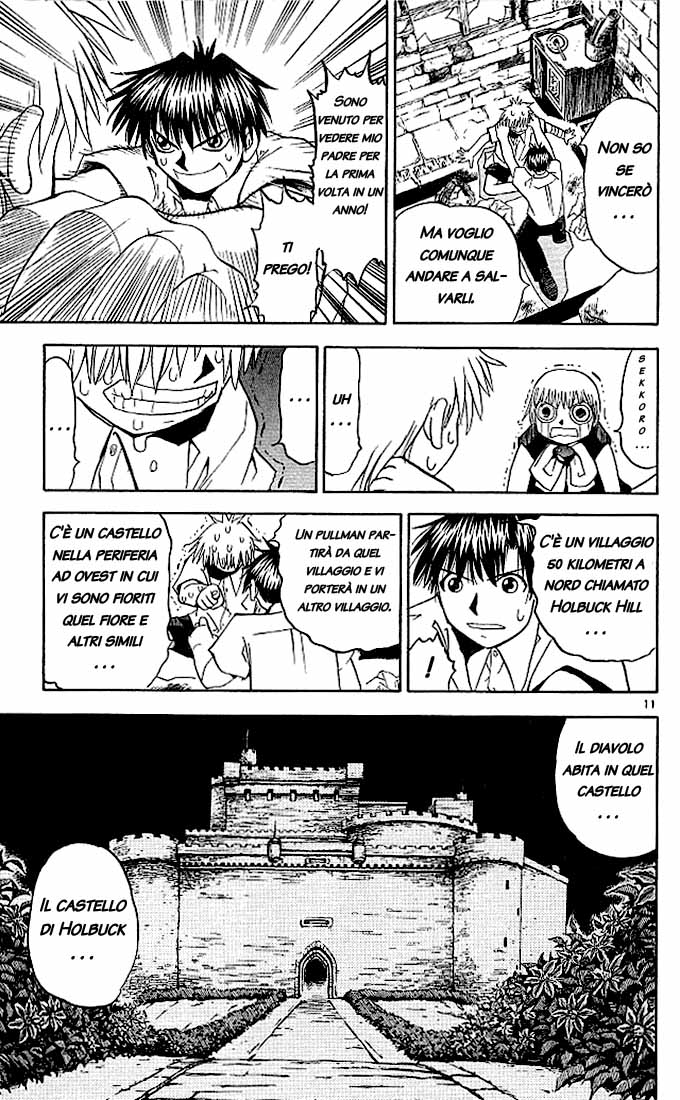 Non so
se
vincerò
...
Ma voglio
comunque
andare a sal-
varli.
Sono
venuto per
vedere mio
padre per
la prima
volta in un
anno!
Ti
prego!
Sekkoro...
Uh
...
...
...
C'è un villaggio
50 kilometri a
nord chiamato
Holbuck Hill
...
!
Un pullman par-
tirà da quel
villaggio e vi
porterà in un
altro villaggio.
C'è un castello
nella periferia
ad ovest in cui
vi sono fioriti
quel fiore e
altri simili
...
11
Il diavolo
abita in quel
castello
...
Il castello
di Holbuck
...